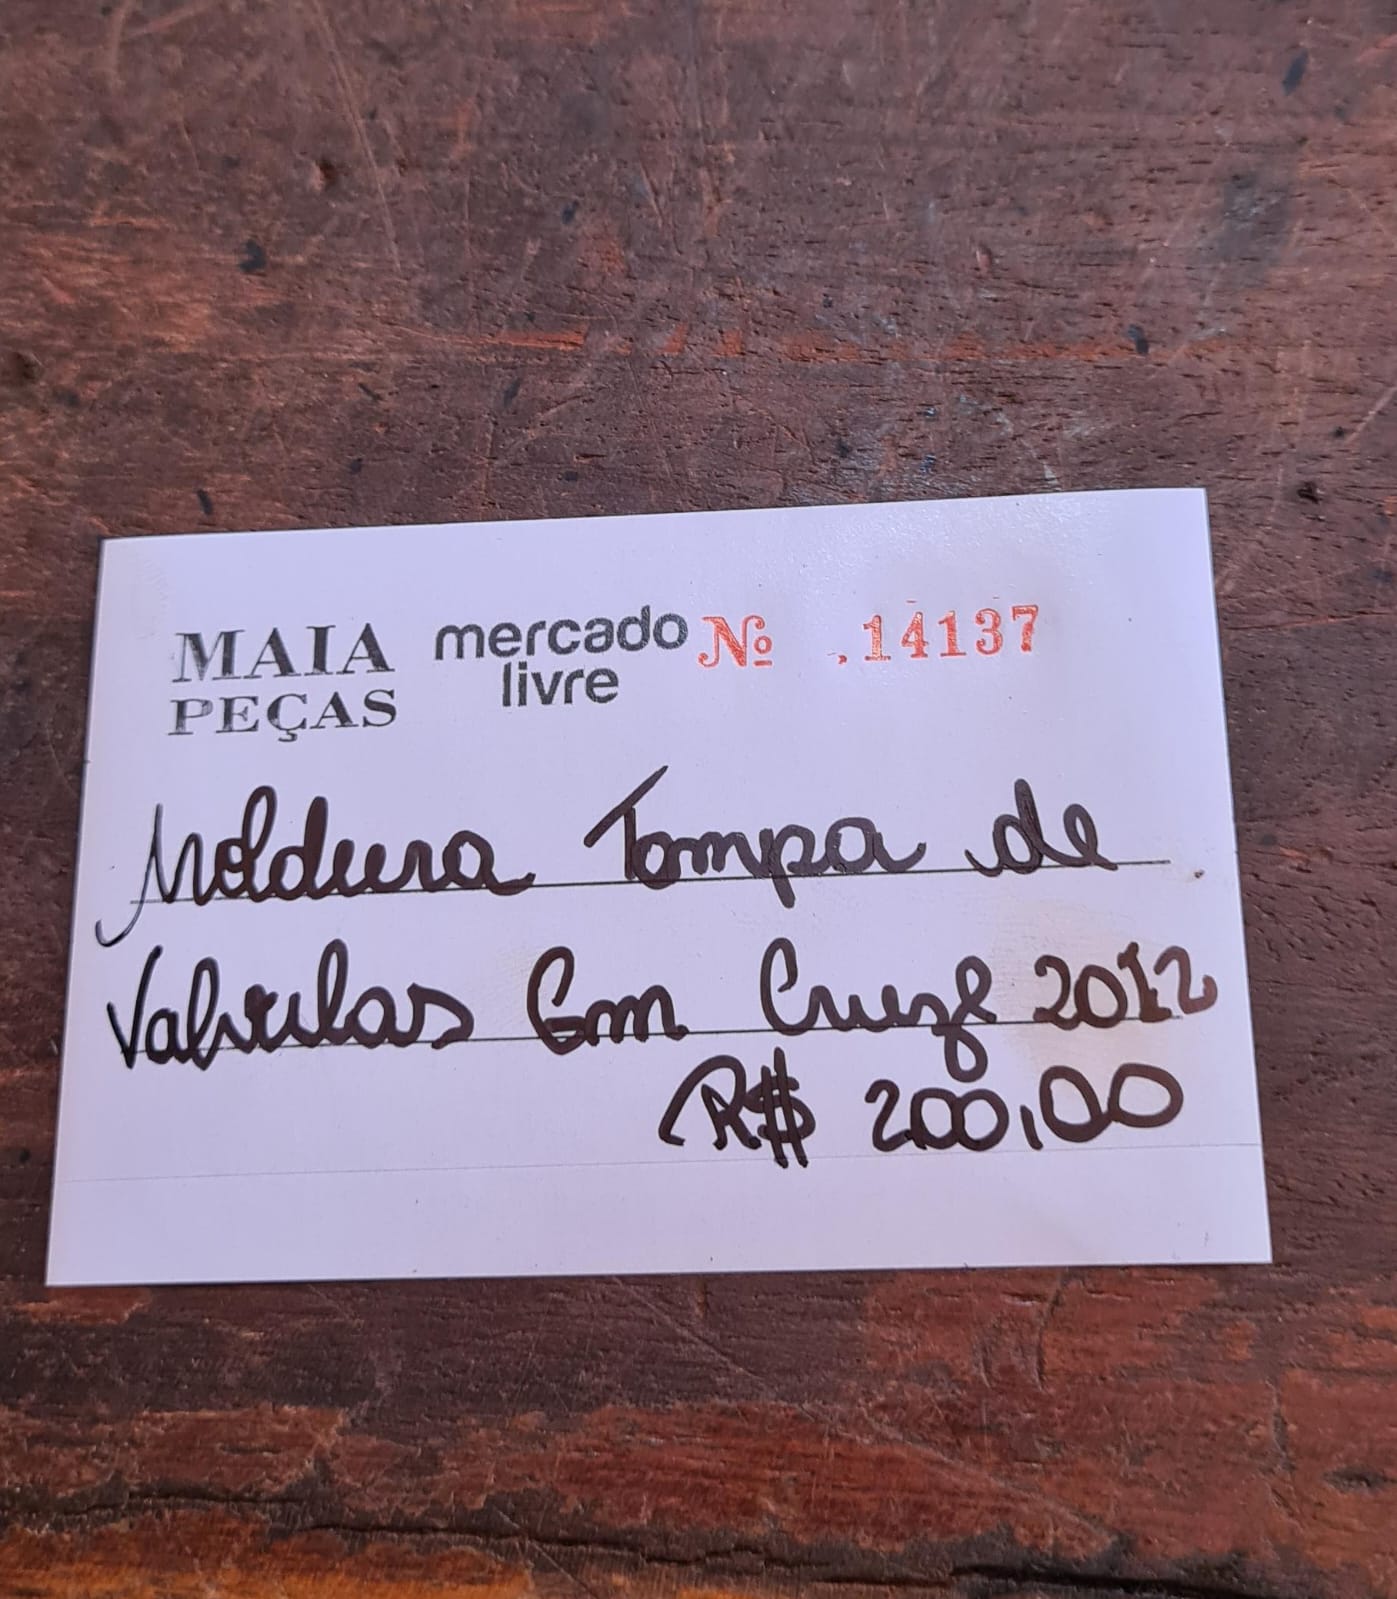 MAIA PEÇAS mercado livre Nº .14137
Moldura Tampa de
Valvulas Gm Cruze 2012
R$ 200,00